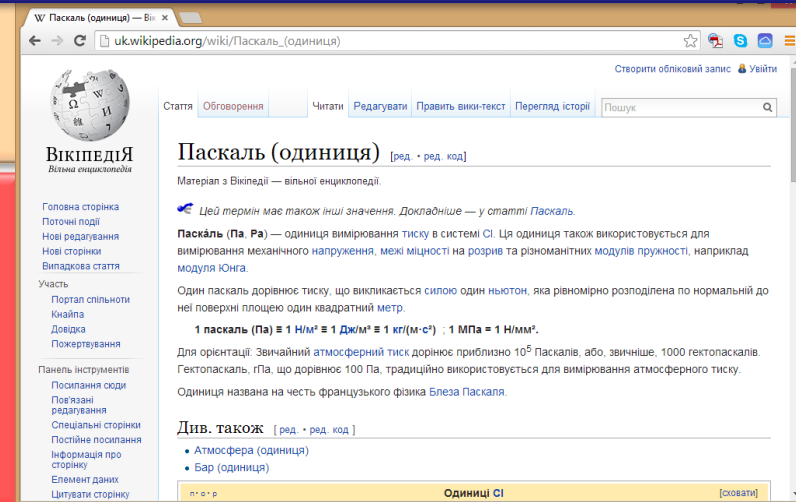 Паскаль (одиниця) — Вік
uk.wikipedia.org/wiki/Паскаль_(одиниця)
Створити обліковий запис Увійти
Стаття Обговорення Читати Редагувати Править вики-текст Перегляд історії Пошук
ВІКІПЕДІЯ
Вільна енциклопедія
Головна сторінка
Поточні події
Нові редагування
Нові сторінки
Випадкова стаття
Участь
Портал спільноти
Кнайпа
Довідка
Пожертвування
Панель інструментів
Посилання сюди
Пов'язані
редагування
Спеціальні сторінки
Постійне посилання
Інформація про
сторінку
Елемент даних
Цитувати сторінку
Паскаль (одиниця) [ред. • ред. код]
Матеріал з Вікіпедії — вільної енциклопедії.
Цей термін має також інші значення. Докладніше — у статті Паскаль.
Паска́ль (Па, Pa) — одиниця вимірювання тиску в системі СІ. Ця одиниця також використовується для
вимірювання механічного напруження, межі міцності на розрив та різноманітних модулів пружності, наприклад
модуля Юнга.
Один паскаль дорівнює тиску, що викликається силою один ньютон, яка рівномірно розподілена по нормальній до
неї поверхні площею один квадратний метр.
1 паскаль (Па) ≡ 1 Н/м² ≡ 1 Дж/м³ ≡ 1 кг/(м·с²) ; 1 МПа = 1 Н/мм².
Для орієнтації: Звичайний атмосферний тиск дорінює приблизно 10⁵ Паскалів, або, звичніше, 1000 гектопаскалів.
Гектопаскаль, гПа, що дорівнює 100 Па, традиційно використовується для вимірювання атмосферного тиску.
Одиниця названа на честь французького фізика Блеза Паскаля.
Див. також [ред. • ред. код]
Атмосфера (одиниця)
Бар (одиниця)
п · о · р Одиниці СІ [сховати]